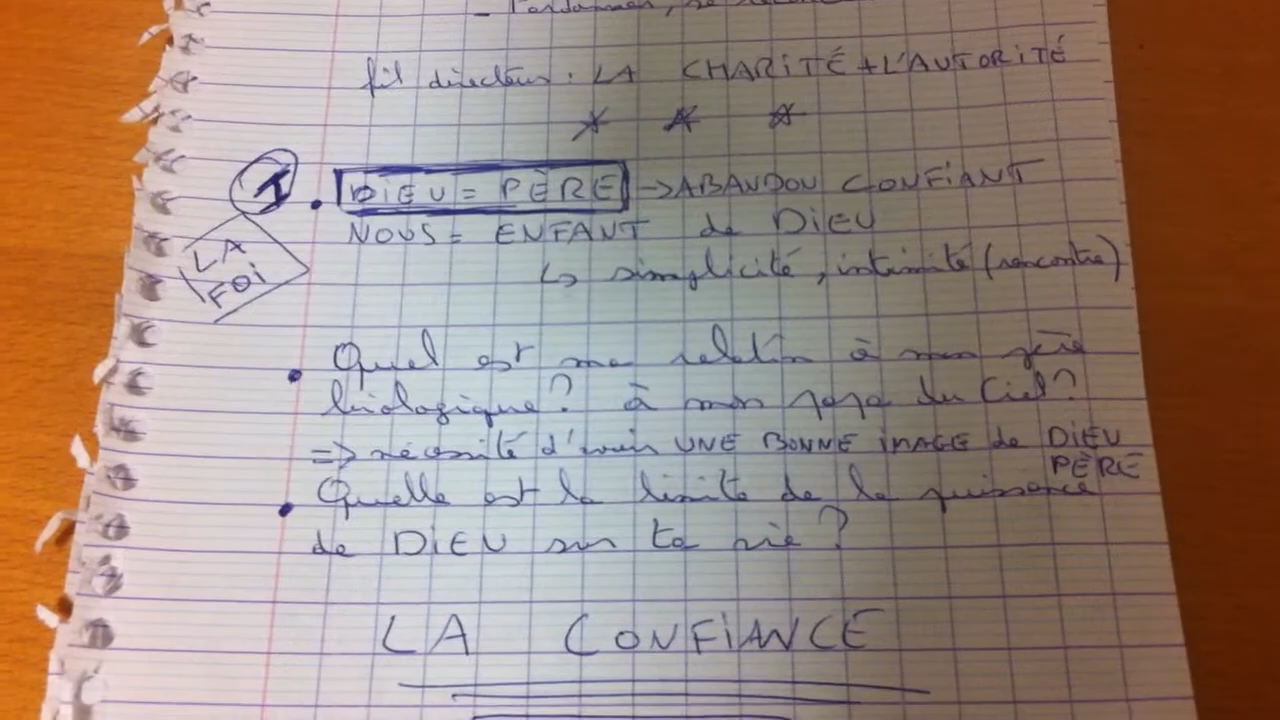 fil directeur : LA CHARITÉ + L'AUTORITÉ
I
. DIEU = PÈRE → ABANDON CONFIANT
NOUS = ENFANT de DIEU
LA
FOI
↳ simplicité, intimité (rencontre)
• Quel est ma relation à mon père
biologique ? à mon papa du Ciel ?
=> nécessité d'avoir UNE BONNE IMAGE de DIEU
PÈRE
• Quelle est la limite de la puissance
de DIEU sur ta vie ?
LA CONFIANCE